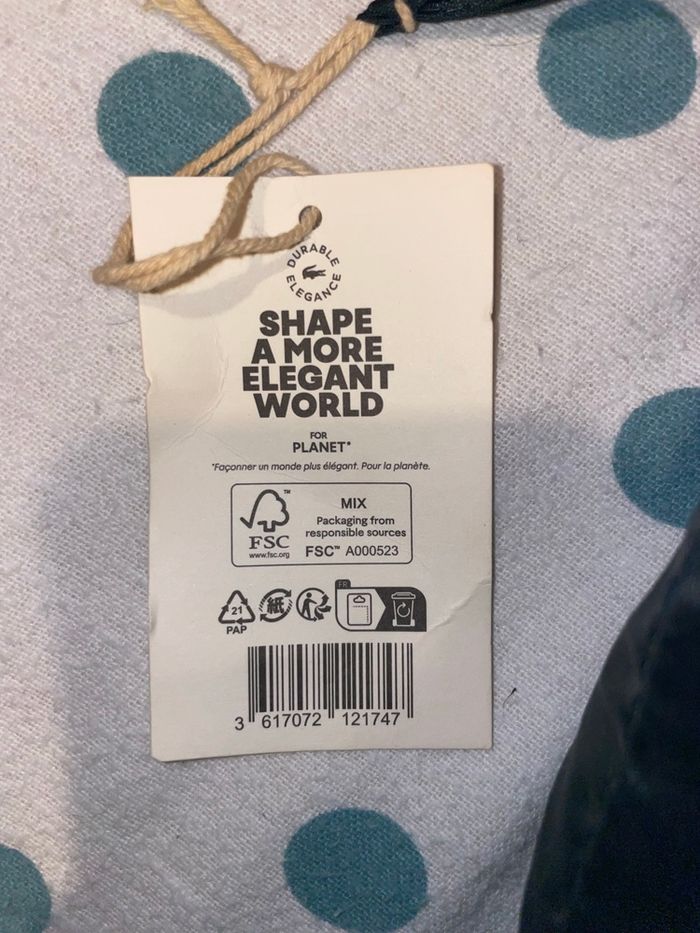 DURABLE
ELEGANCE
SHAPE
A MORE
ELEGANT
WORLD
FOR
PLANET*
*Façonner un monde plus élégant. Pour la planète.
FSC
www.fsc.org
MIX
Packaging from
responsible sources
FSC™ A000523
21
PAP
紙
FR
3 617072 121747